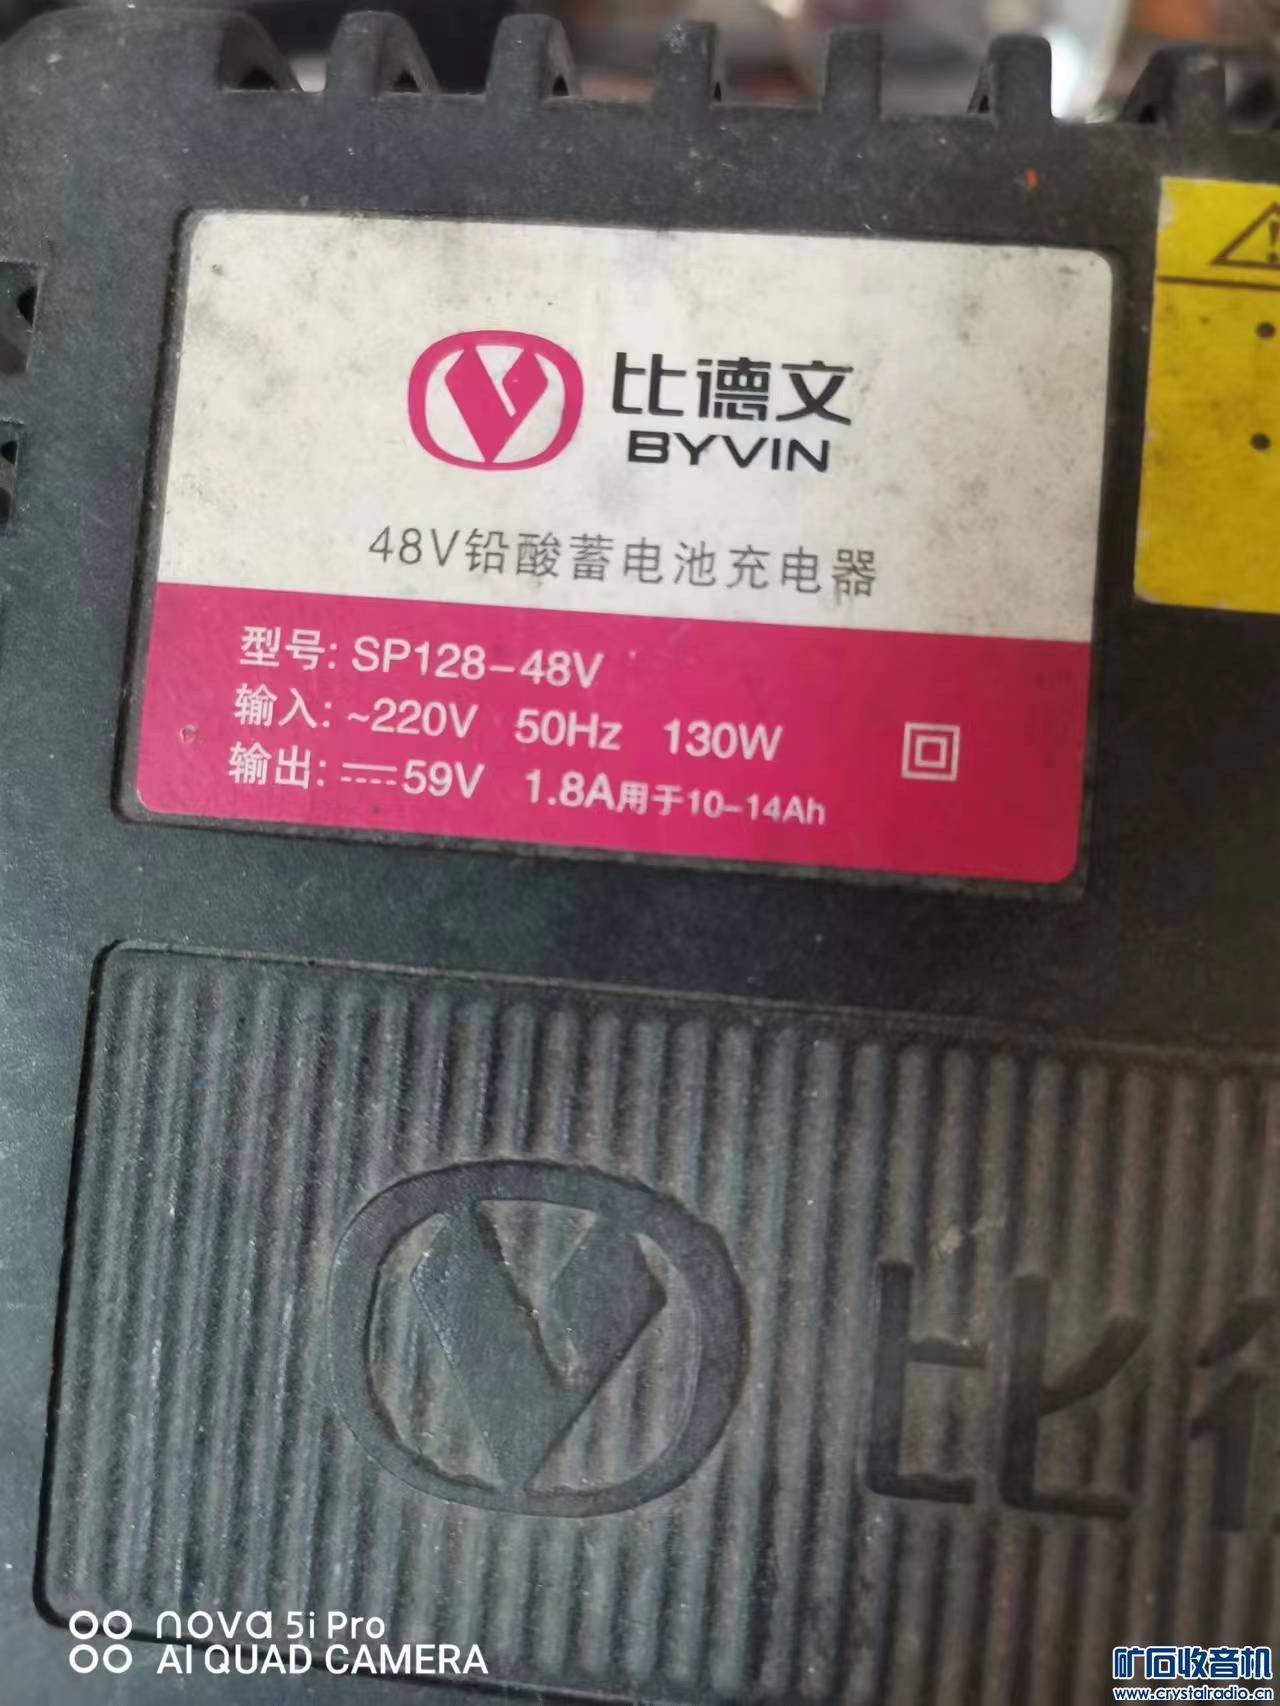 比德文
BYVIN
48V铅酸蓄电池充电器
型号: SP128-48V
输入: ~220V 50Hz 130W
输出: 59V 1.8A用于10-14Ah
比
nova 5i Pro
AI QUAD CAMERA
矿石收音机
www.crystalradio.cn